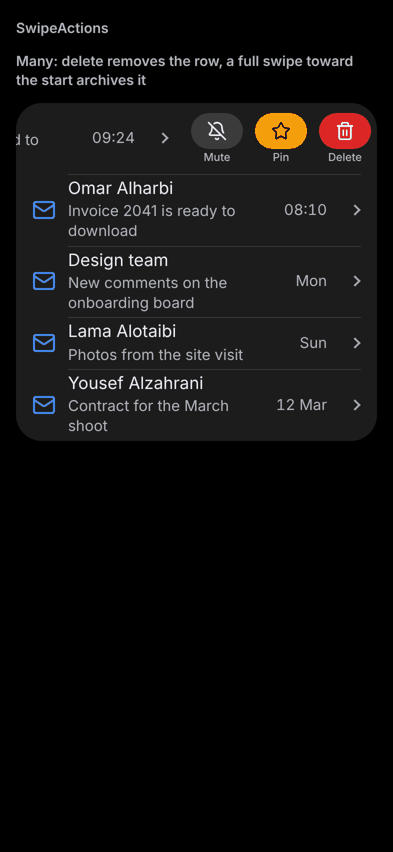 SwipeActions
Many: delete removes the row, a full swipe toward
the start archives it
to
09:24
Mute
Pin
Delete
Omar Alharbi
Invoice 2041 is ready to
download
08:10
Design team
New comments on the
onboarding board
Mon
Lama Alotaibi
Photos from the site visit
Sun
Yousef Alzahrani
Contract for the March
shoot
12 Mar